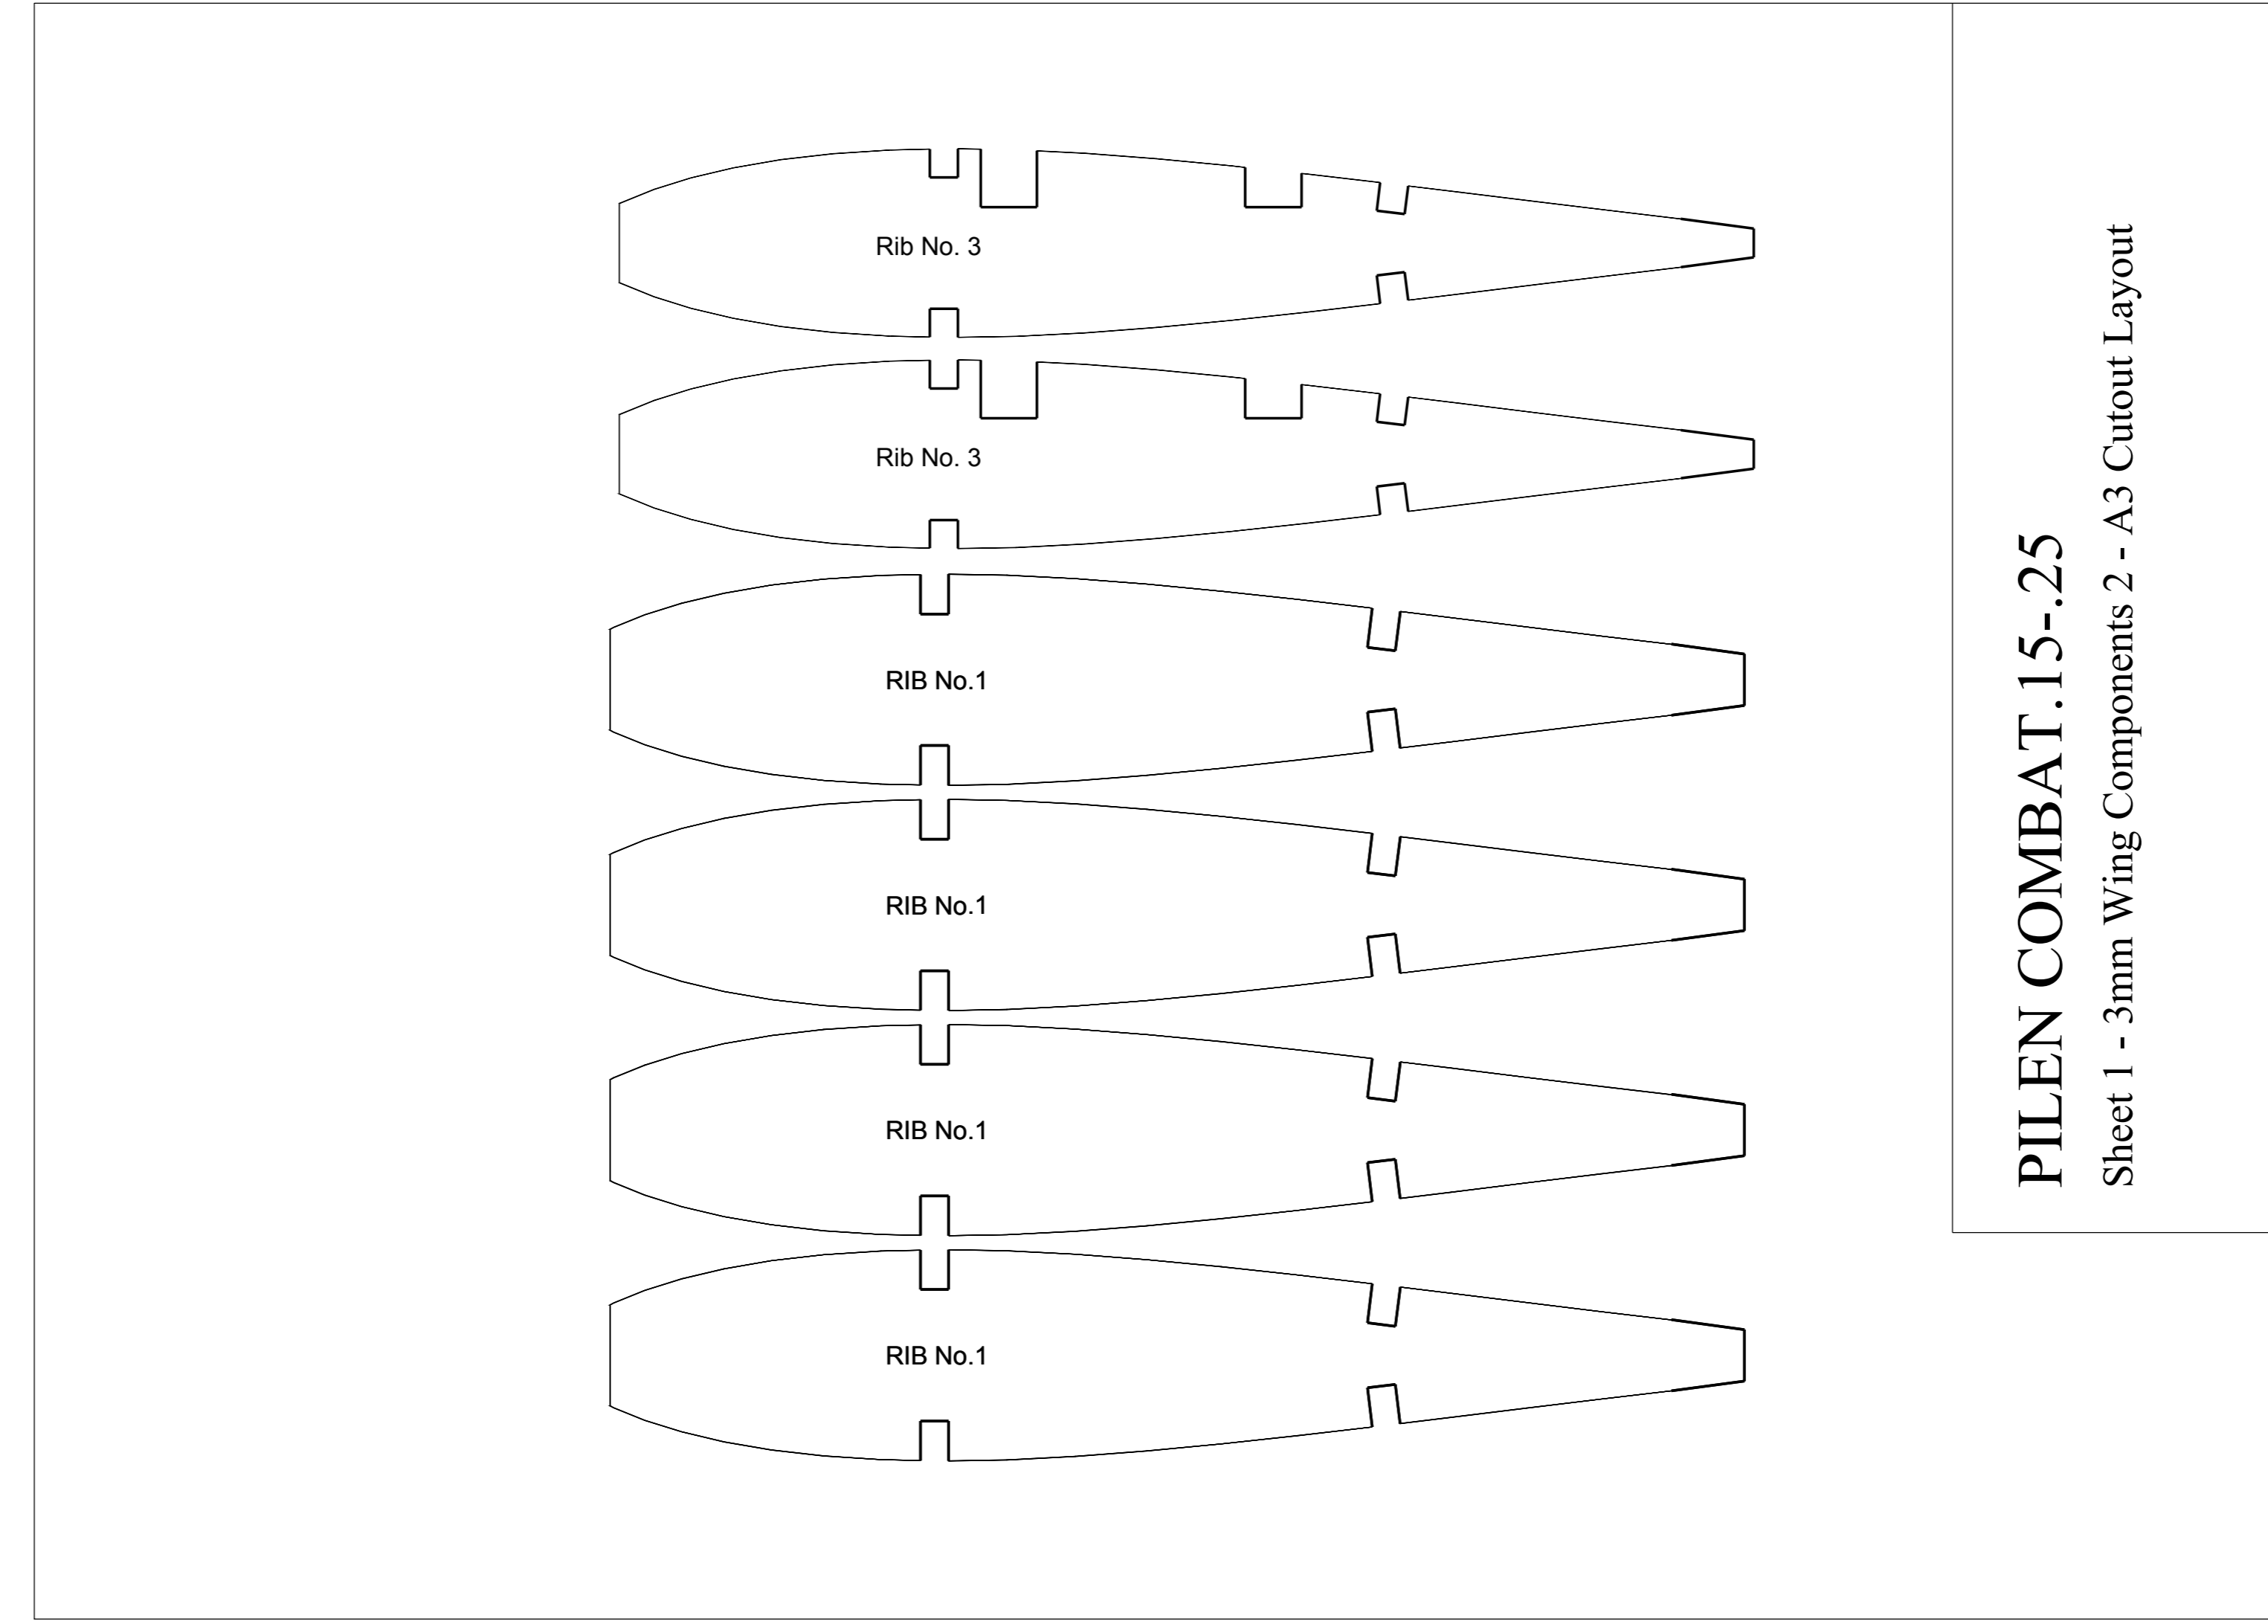 Rib No. 3
Rib No. 3
RIB No.1
RIB No.1
RIB No.1
RIB No.1
PILEN COMBAT.15-.25
Sheet 1 - 3mm Wing Components 2 - A3 Cutout Layout